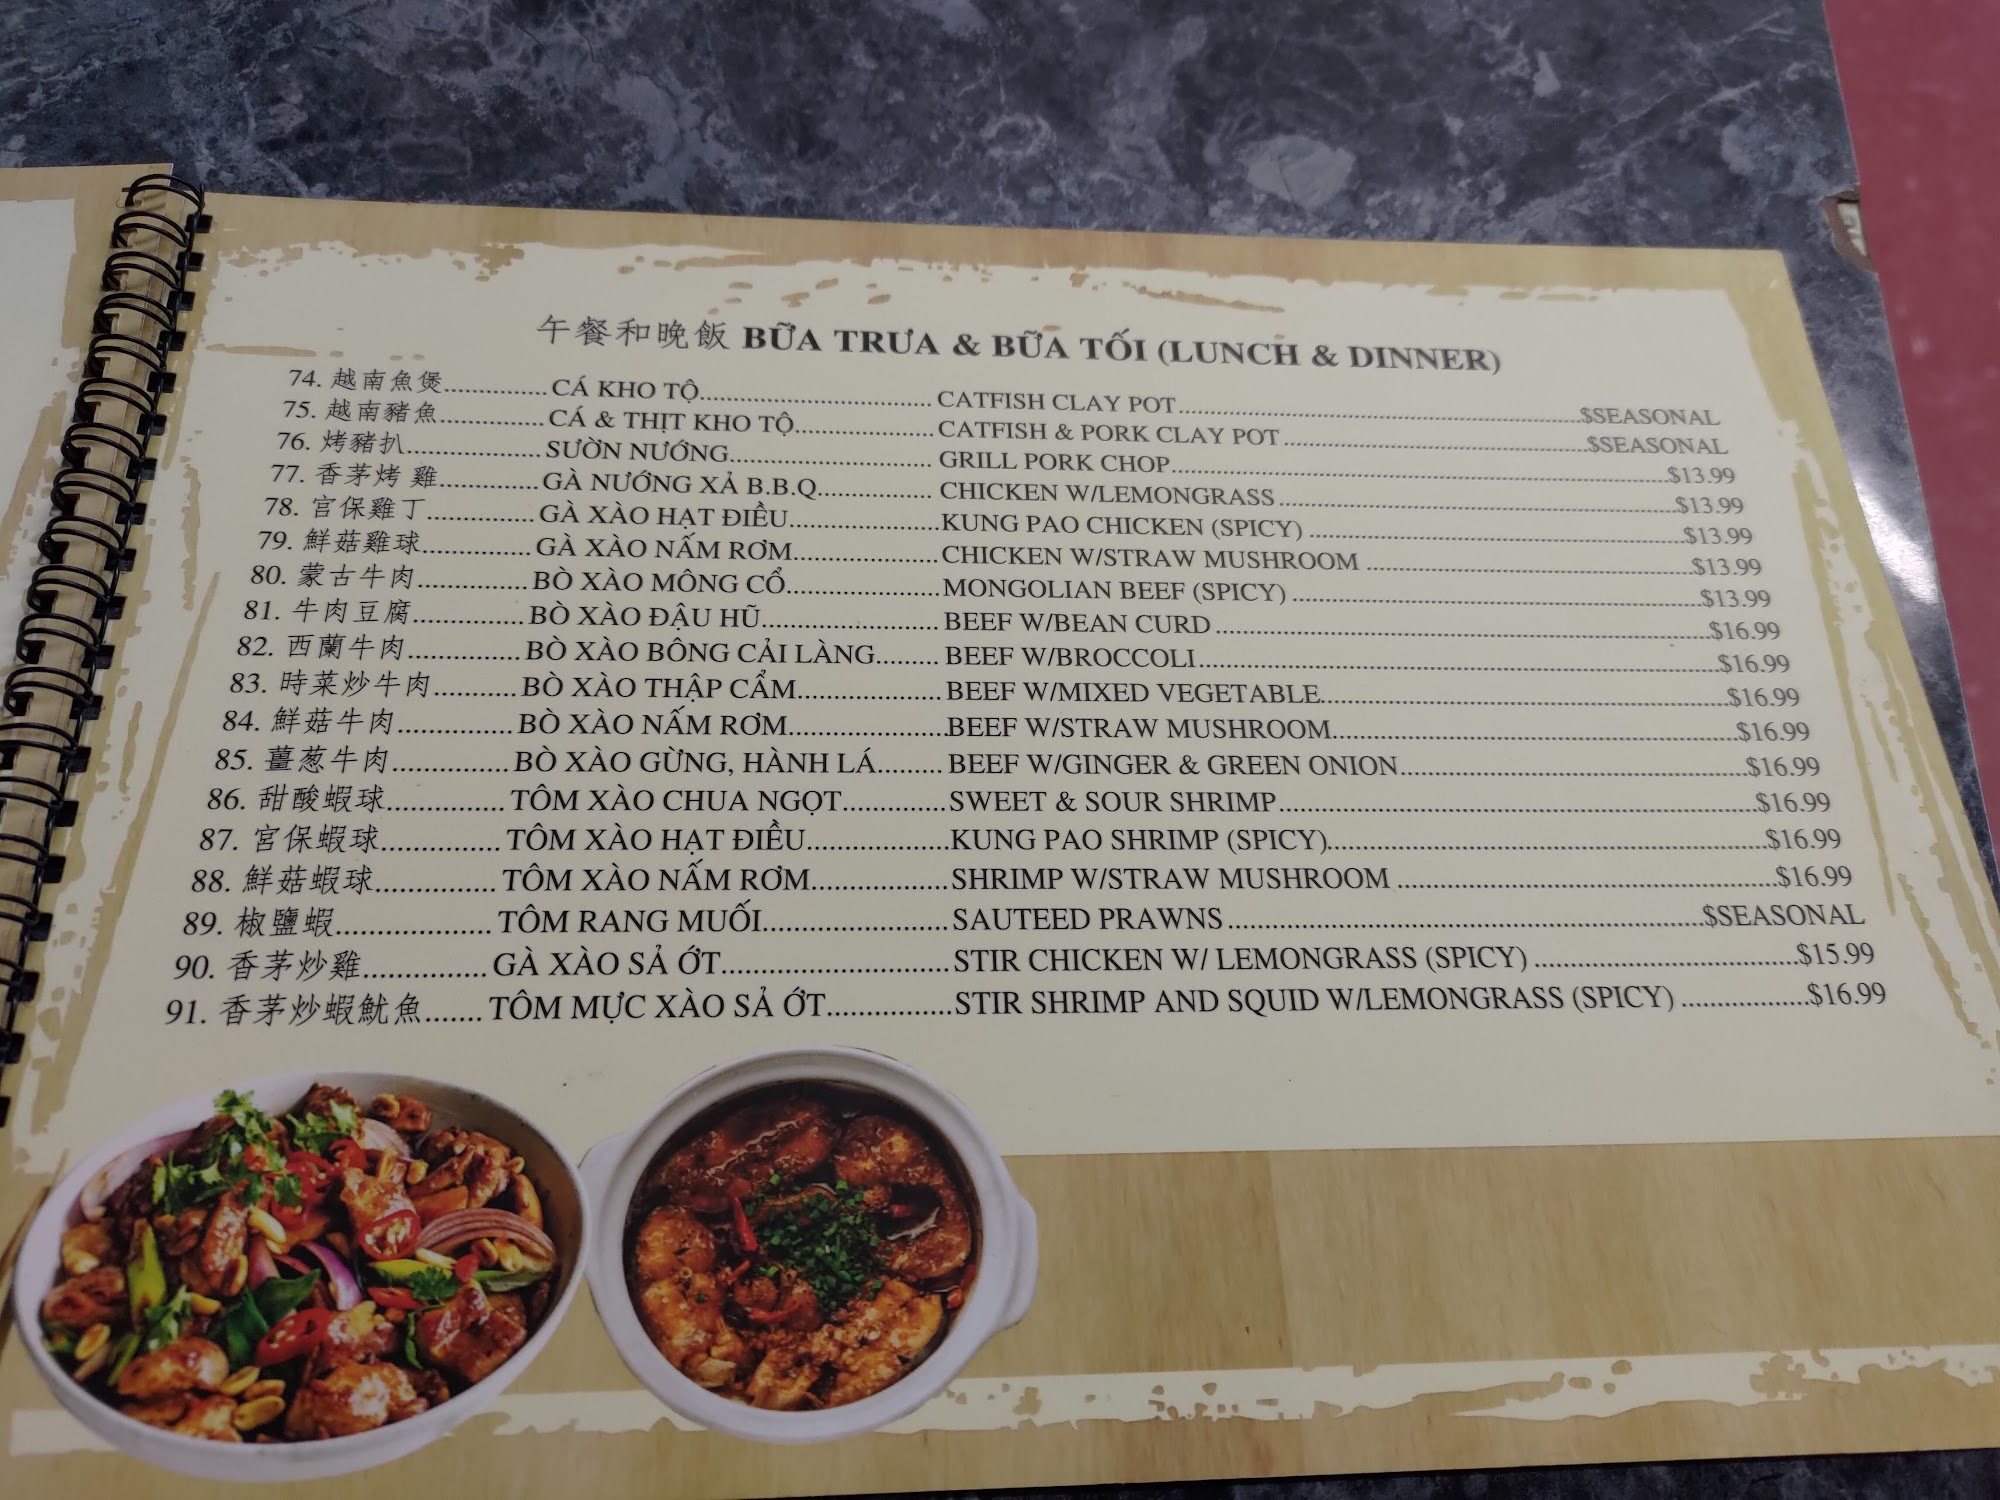 午餐和晚飯 BỮA TRƯA & BỮA TỐI (LUNCH & DINNER)
74. 越南魚煲............. CÁ KHO TỘ............................. CATFISH CLAY POT.....................................................$SEASONAL
75. 越南豬魚............. CÁ & THỊT KHO TỘ................. CATFISH & PORK CLAY POT.......................................$SEASONAL
76. 烤豬扒................. SƯỜN NƯỚNG......................... GRILL PORK CHOP..............................................................$13.99
77. 香茅烤 雞............. GÀ NƯỚNG XẢ B.B.Q.............. CHICKEN W/LEMONGRASS..................................................$13.99
78. 宮保雞丁.............. GÀ XÀO HẠT ĐIỀU...................KUNG PAO CHICKEN (SPICY)...............................................$13.99
79. 鮮菇雞球.............. GÀ XÀO NẤM RƠM..................CHICKEN W/STRAW MUSHROOM.........................................$13.99
80. 蒙古牛肉.............. BÒ XÀO MÔNG CỔ...................MONGOLIAN BEEF (SPICY)...................................................$13.99
81. 牛肉豆腐.............. BÒ XÀO ĐẬU HŨ...................... BEEF W/BEAN CURD............................................................$16.99
82. 西蘭牛肉..............BÒ XÀO BÔNG CẢI LÀNG........ BEEF W/BROCCOLI...............................................................$16.99
83. 時菜炒牛肉...........BÒ XÀO THẬP CẨM.................. BEEF W/MIXED VEGETABLE..................................................$16.99
84. 鮮菇牛肉...............BÒ XÀO NẤM RƠM....................BEEF W/STRAW MUSHROOM.................................................$16.99
85. 薑葱牛肉...............BÒ XÀO GỪNG, HÀNH LÁ........ BEEF W/GINGER & GREEN ONION..........................................$16.99
86. 甜酸蝦球............... TÔM XÀO CHUA NGỌT.............SWEET & SOUR SHRIMP.........................................................$16.99
87. 宮保蝦球............... TÔM XÀO HẠT ĐIỀU..................KUNG PAO SHRIMP (SPICY)...................................................$16.99
88. 鮮菇蝦球................ TÔM XÀO NẤM RƠM................. SHRIMP W/STRAW MUSHROOM...........................................$16.99
89. 椒鹽蝦.................... TÔM RANG MUỐI....................... SAUTEED PRAWNS..........................................................$SEASONAL
90. 香茅炒雞................ GÀ XÀO SẢ ỚT............................ STIR CHICKEN W/ LEMONGRASS (SPICY)................................$15.99
91. 香茅炒蝦魷魚....... TÔM MỰC XÀO SẢ ỚT................STIR SHRIMP AND SQUID W/LEMONGRASS (SPICY)................$16.99